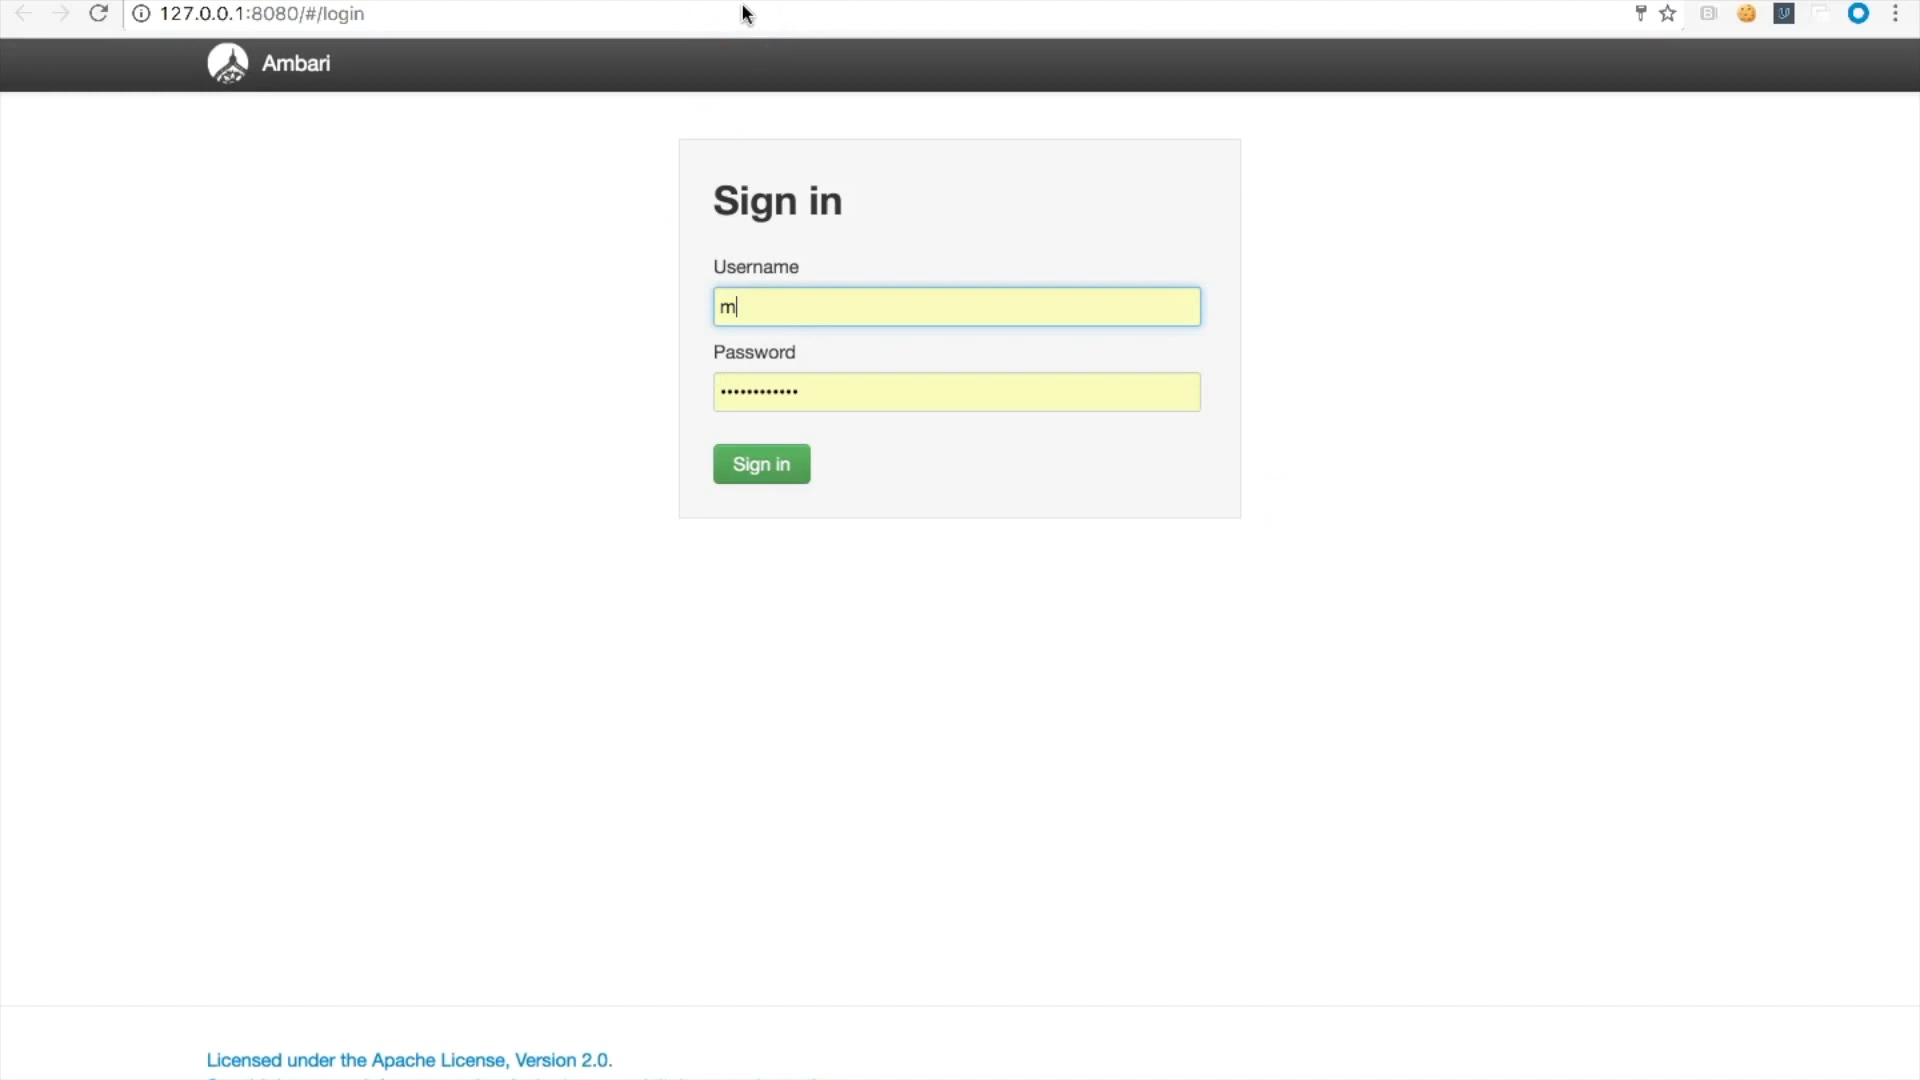 127.0.0.1:8080/#/login
Ambari
Sign in
Username
m
Password
••••••••••••
Sign in
Licensed under the Apache License, Version 2.0.